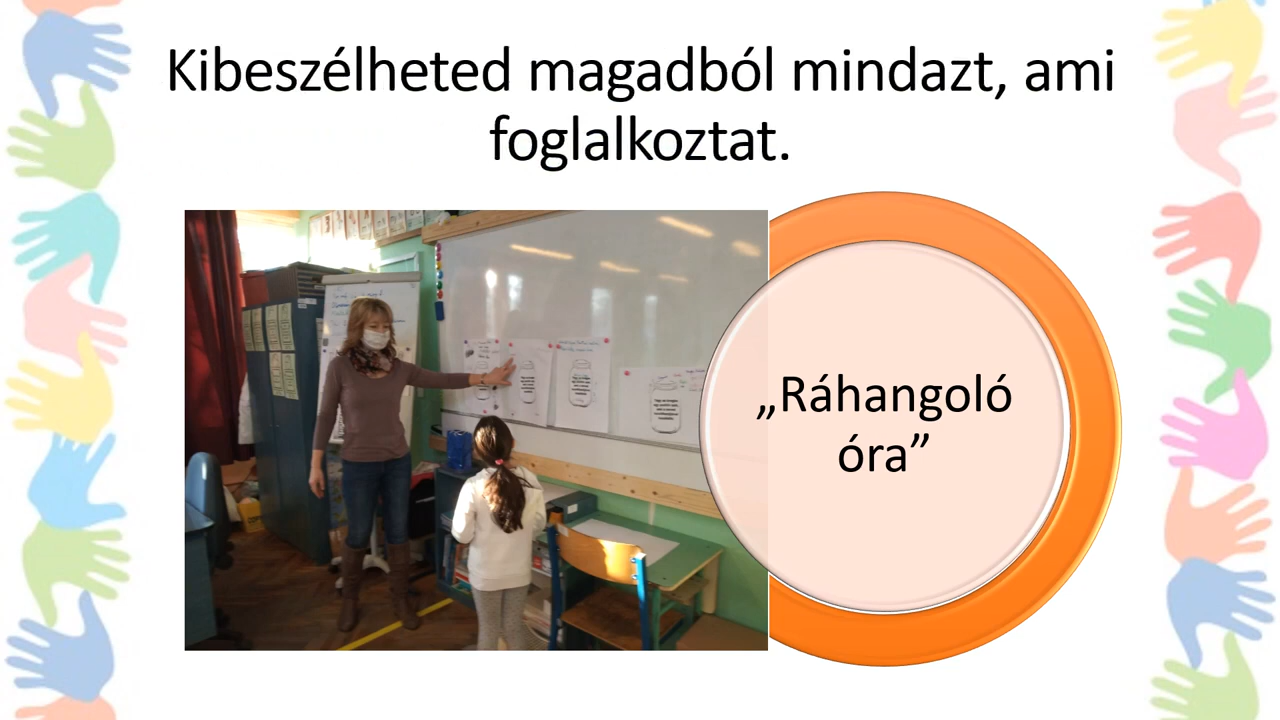 Kibeszélheted magadból mindazt, ami
foglalkoztat.
„Ráhangoló
óra”